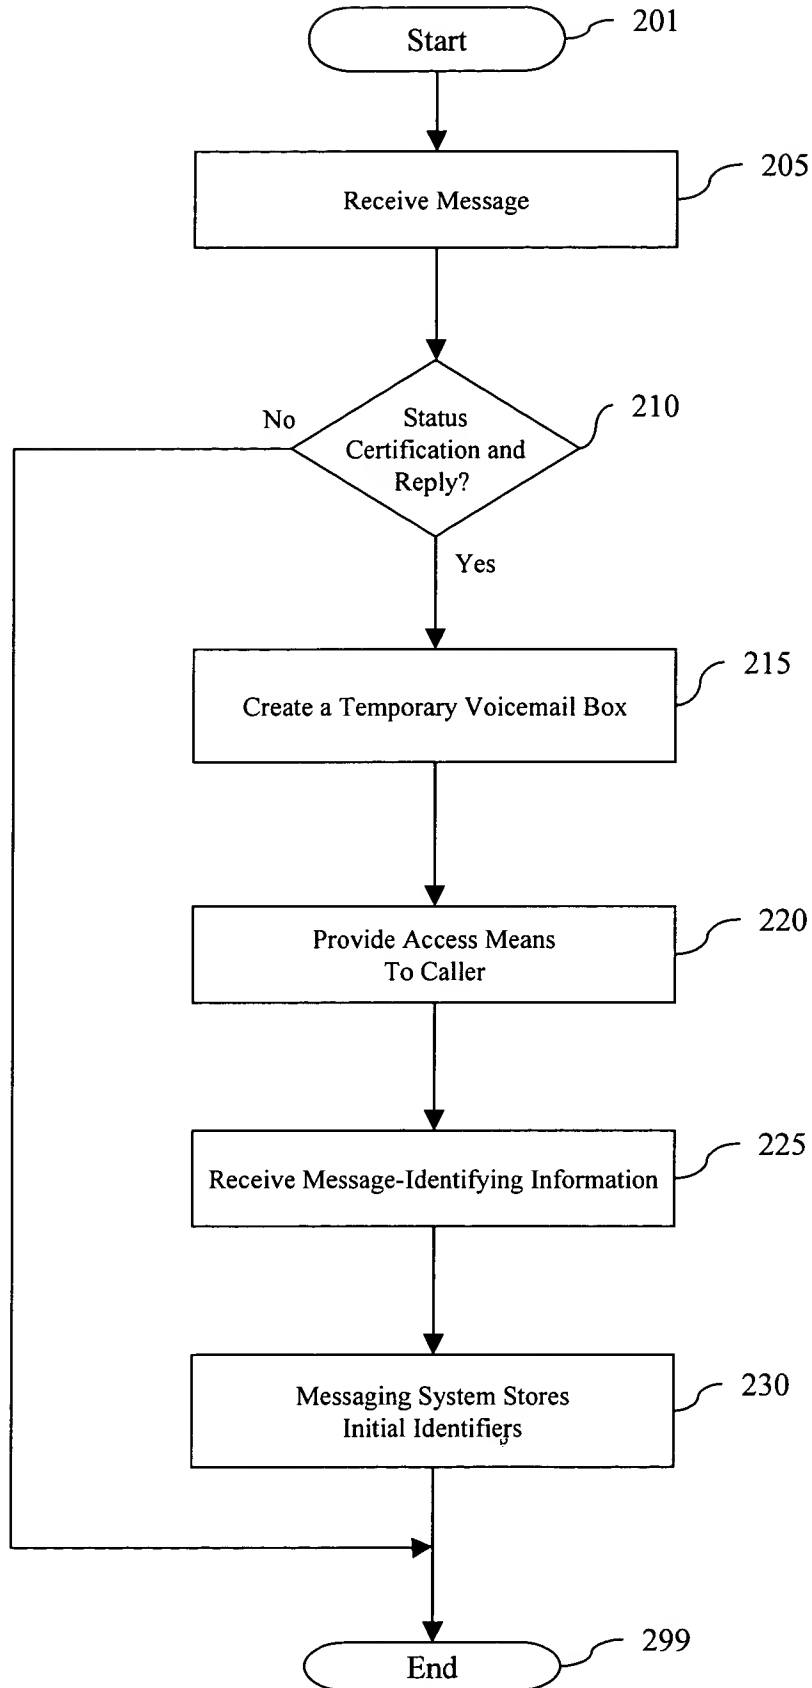 Start
201
Receive Message
205
No
Status
Certification and
Reply?
210
Yes
Create a Temporary Voicemail Box
215
Provide Access Means
To Caller
220
Receive Message-Identifying Information
225
Messaging System Stores
Initial Identifiers
230
End
299